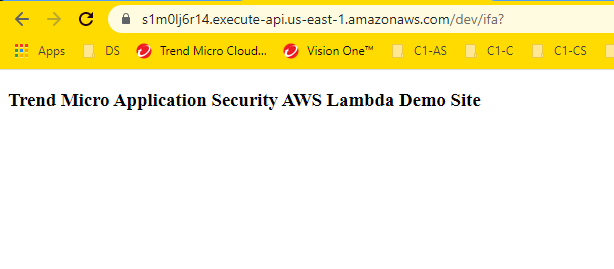 s1m0lj6r14.execute-api.us-east-1.amazonaws.com/dev/ifa?
Apps DS Trend Micro Cloud... Vision One™ C1-AS C1-C C1-CS
Trend Micro Application Security AWS Lambda Demo Site